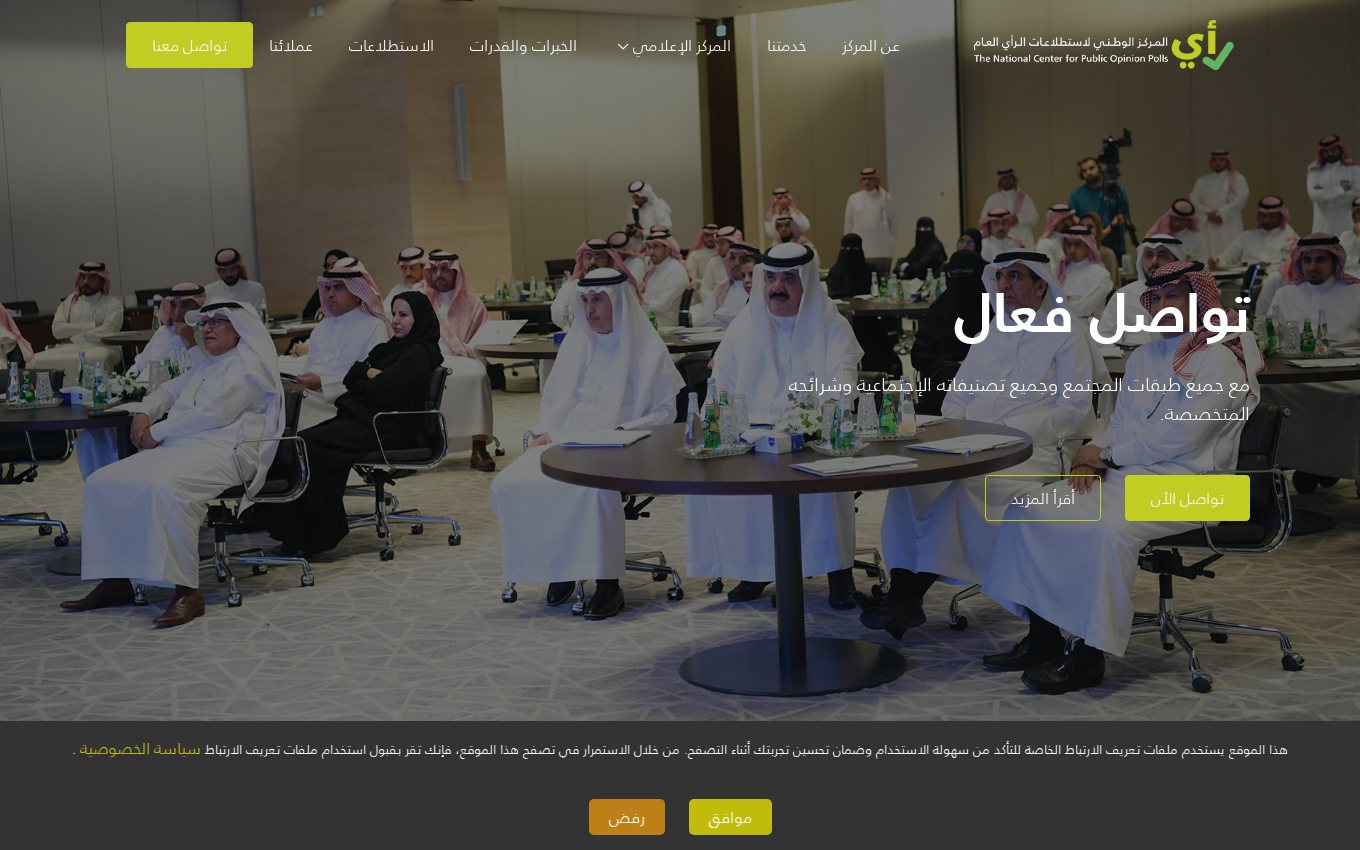 المركز الوطني لاستطلاعات الرأي العام
The National Center for Public Opinion Polls
رأي
عن المركز
خدمتنا
المركز الإعلامي
الخبرات والقدرات
الاستطلاعات
عملائنا
تواصل معنا
تواصل فعال
مع جميع طبقات المجتمع وجميع تصنيفاته الإجتماعية وشرائحه
المتخصصة.
تواصل الأن
أقرأ المزيد
هذا الموقع يستخدم ملفات تعريف الارتباط الخاصة للتأكد من سهولة الاستخدام وضمان تحسين تجربتك أثناء التصفح. من خلال الاستمرار في تصفح هذا الموقع، فإنك تقر بقبول استخدام ملفات تعريف الارتباط سياسة الخصوصية .
موافق
رفض